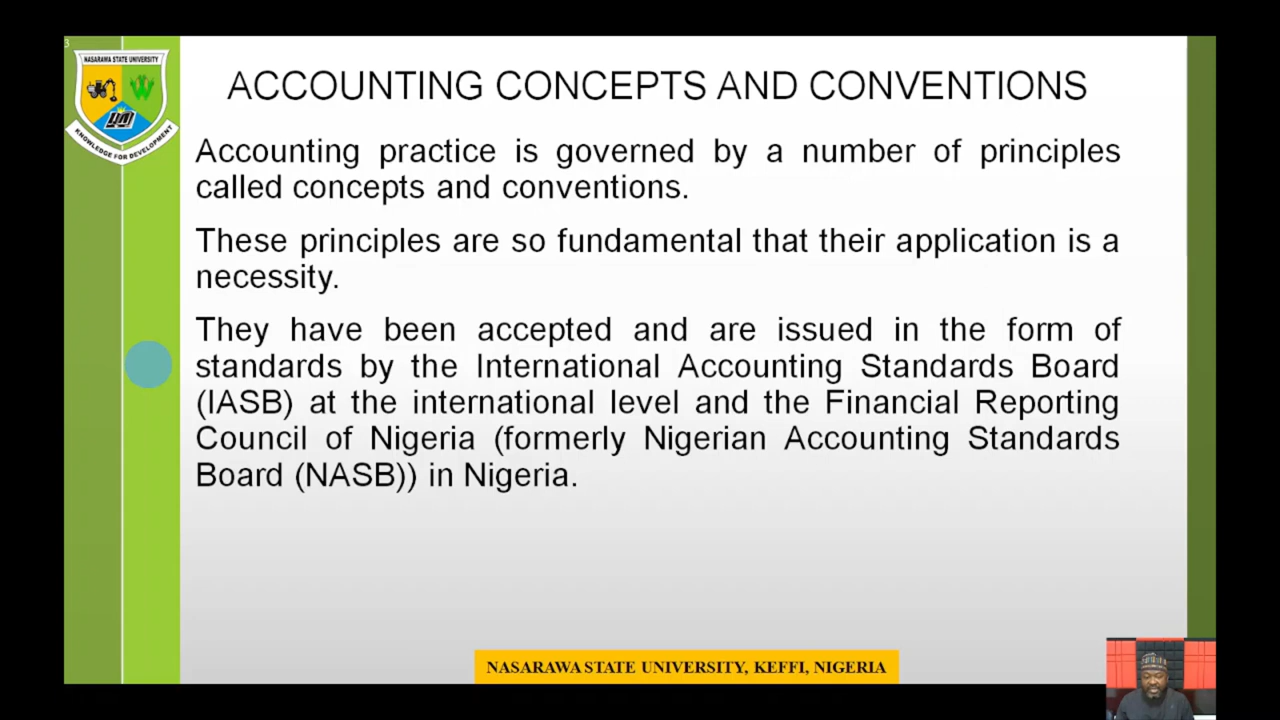 3
NASARAWA STATE UNIVERSITY
KNOWLEDGE FOR DEVELOPMENT
ACCOUNTING CONCEPTS AND CONVENTIONS
Accounting practice is governed by a number of principles
called concepts and conventions.
These principles are so fundamental that their application is a
necessity.
They have been accepted and are issued in the form of
standards by the International Accounting Standards Board
(IASB) at the international level and the Financial Reporting
Council of Nigeria (formerly Nigerian Accounting Standards
Board (NASB)) in Nigeria.
NASARAWA STATE UNIVERSITY, KEFFI, NIGERIA